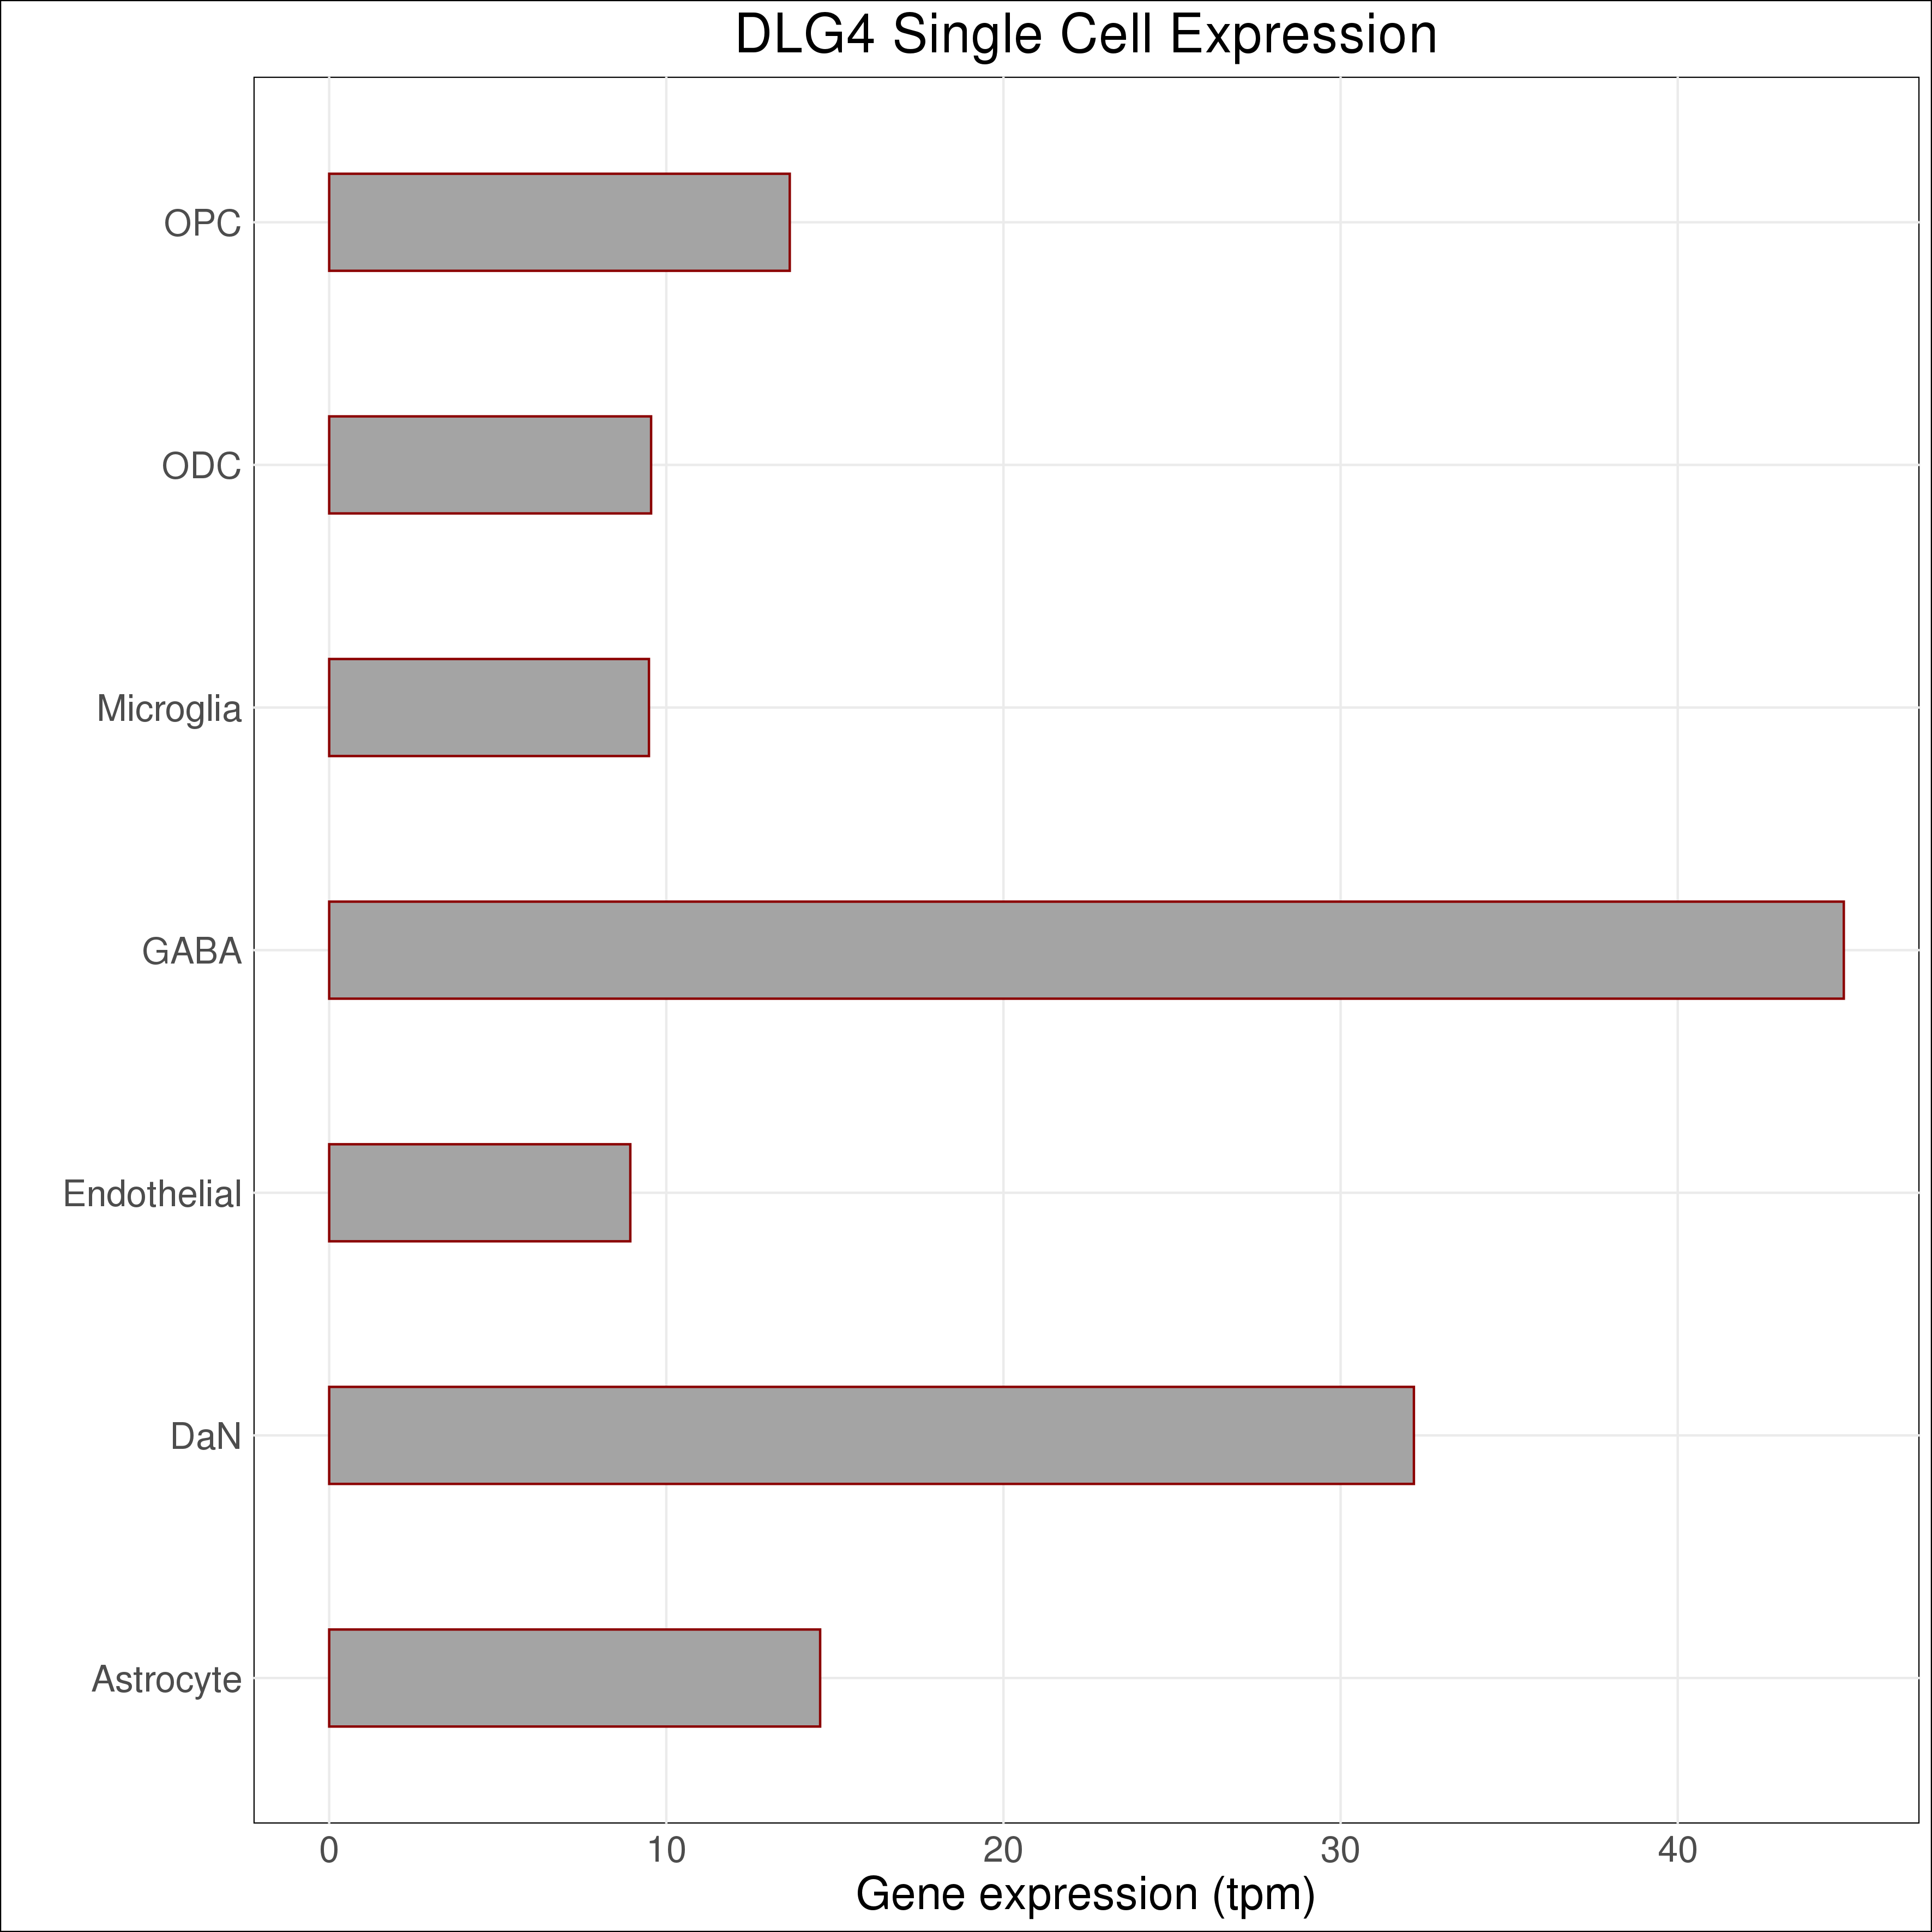 DLG4 Single Cell Expression
OPC
ODC
Microglia
GABA
Endothelial
DaN
Astrocyte
0 10 20 30 40
Gene expression (tpm)